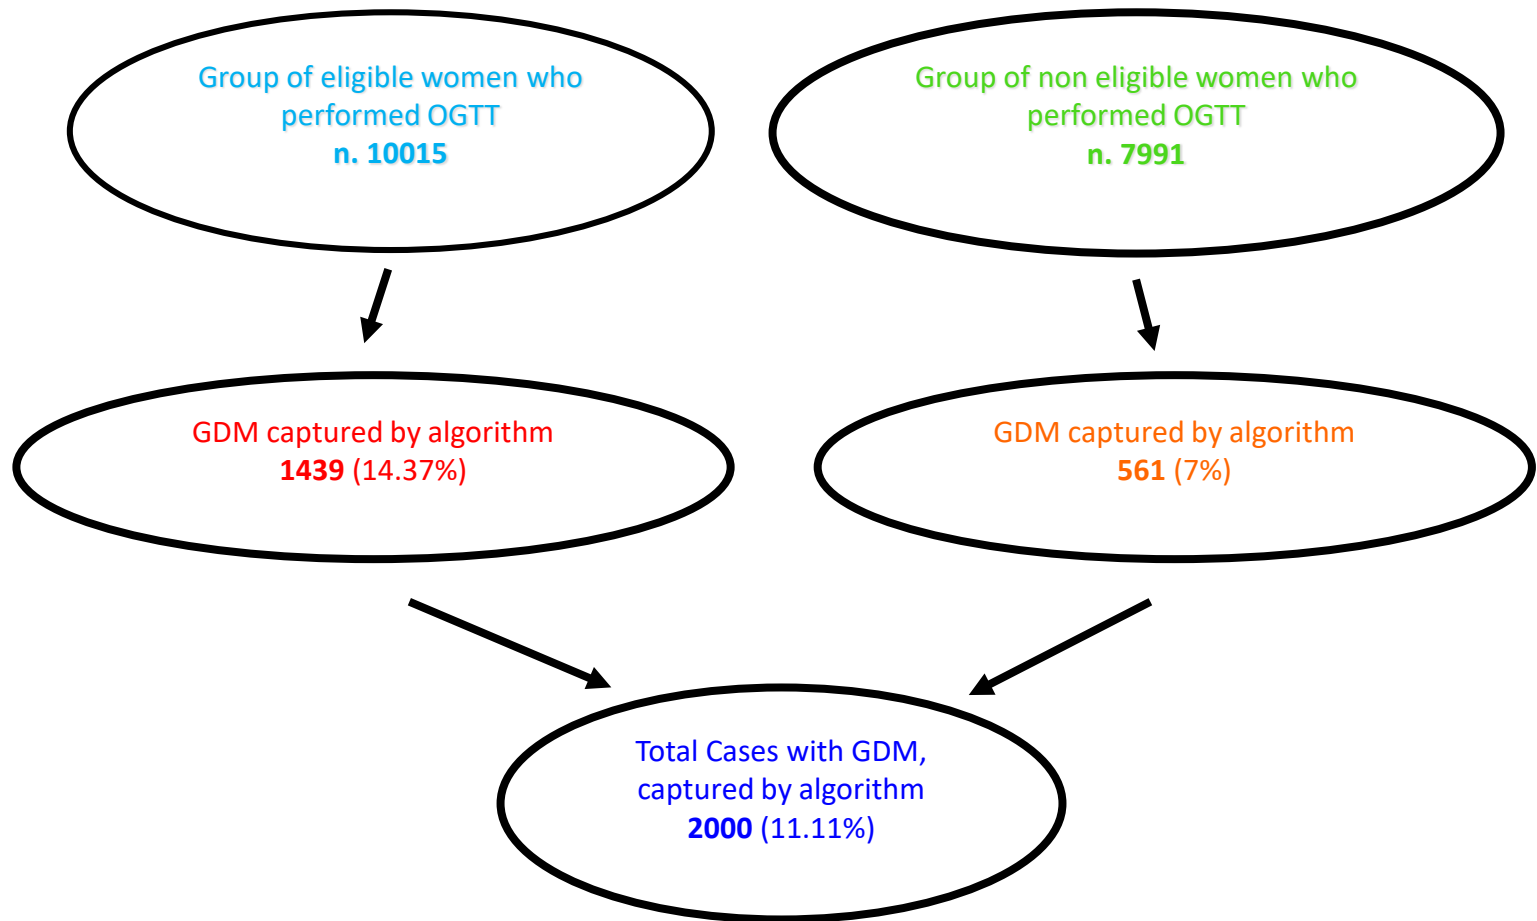 Group of eligible women who
performed OGTT
n. 10015
Group of non eligible women who
performed OGTT
n. 7991
GDM captured by algorithm
1439 (14.37%)
GDM captured by algorithm
561 (7%)
Total Cases with GDM,
captured by algorithm
2000 (11.11%)